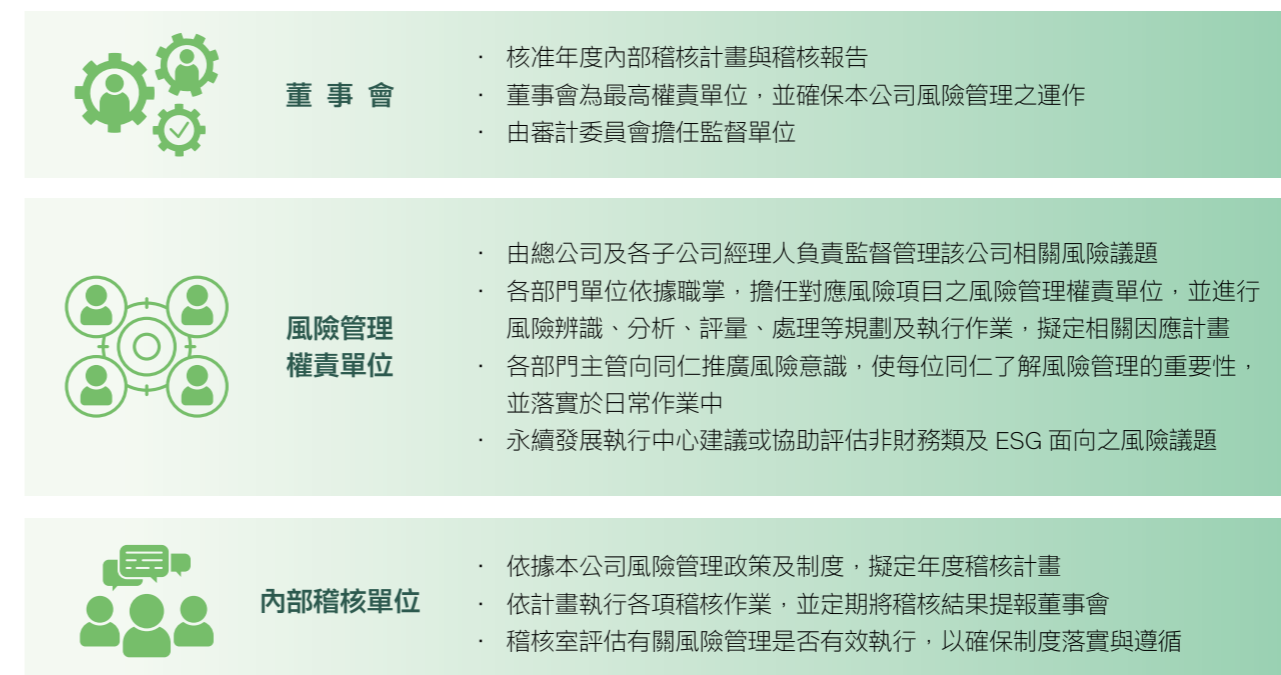 董事會
· 核准年度內部稽核計畫與稽核報告
· 董事會為最高權責單位，並確保本公司風險管理之運作
· 由審計委員會擔任監督單位
風險管理
權責單位
· 由總公司及各子公司經理人負責監督管理該公司相關風險議題
· 各部門單位依據職掌，擔任對應風險項目之風險管理權責單位，並進行
風險辨識、分析、評量、處理等規劃及執行作業，擬定相關因應計畫
· 各部門主管向同仁推廣風險意識，使每位同仁了解風險管理的重要性，
並落實於日常作業中
· 永續發展執行中心建議或協助評估非財務類及 ESG 面向之風險議題
內部稽核單位
· 依據本公司風險管理政策及制度，擬定年度稽核計畫
· 依計畫執行各項稽核作業，並定期將稽核結果提報董事會
· 稽核室評估有關風險管理是否有效執行，以確保制度落實與遵循